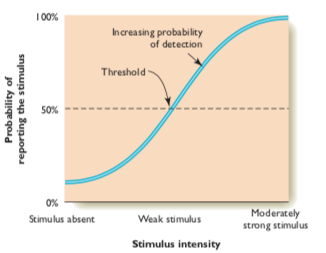 100%
Increasing probability
of detection
Threshold
50%
0%
Probability of
reporting the stimulus
Stimulus absent
Weak stimulus
Moderately
strong stimulus
Stimulus intensity